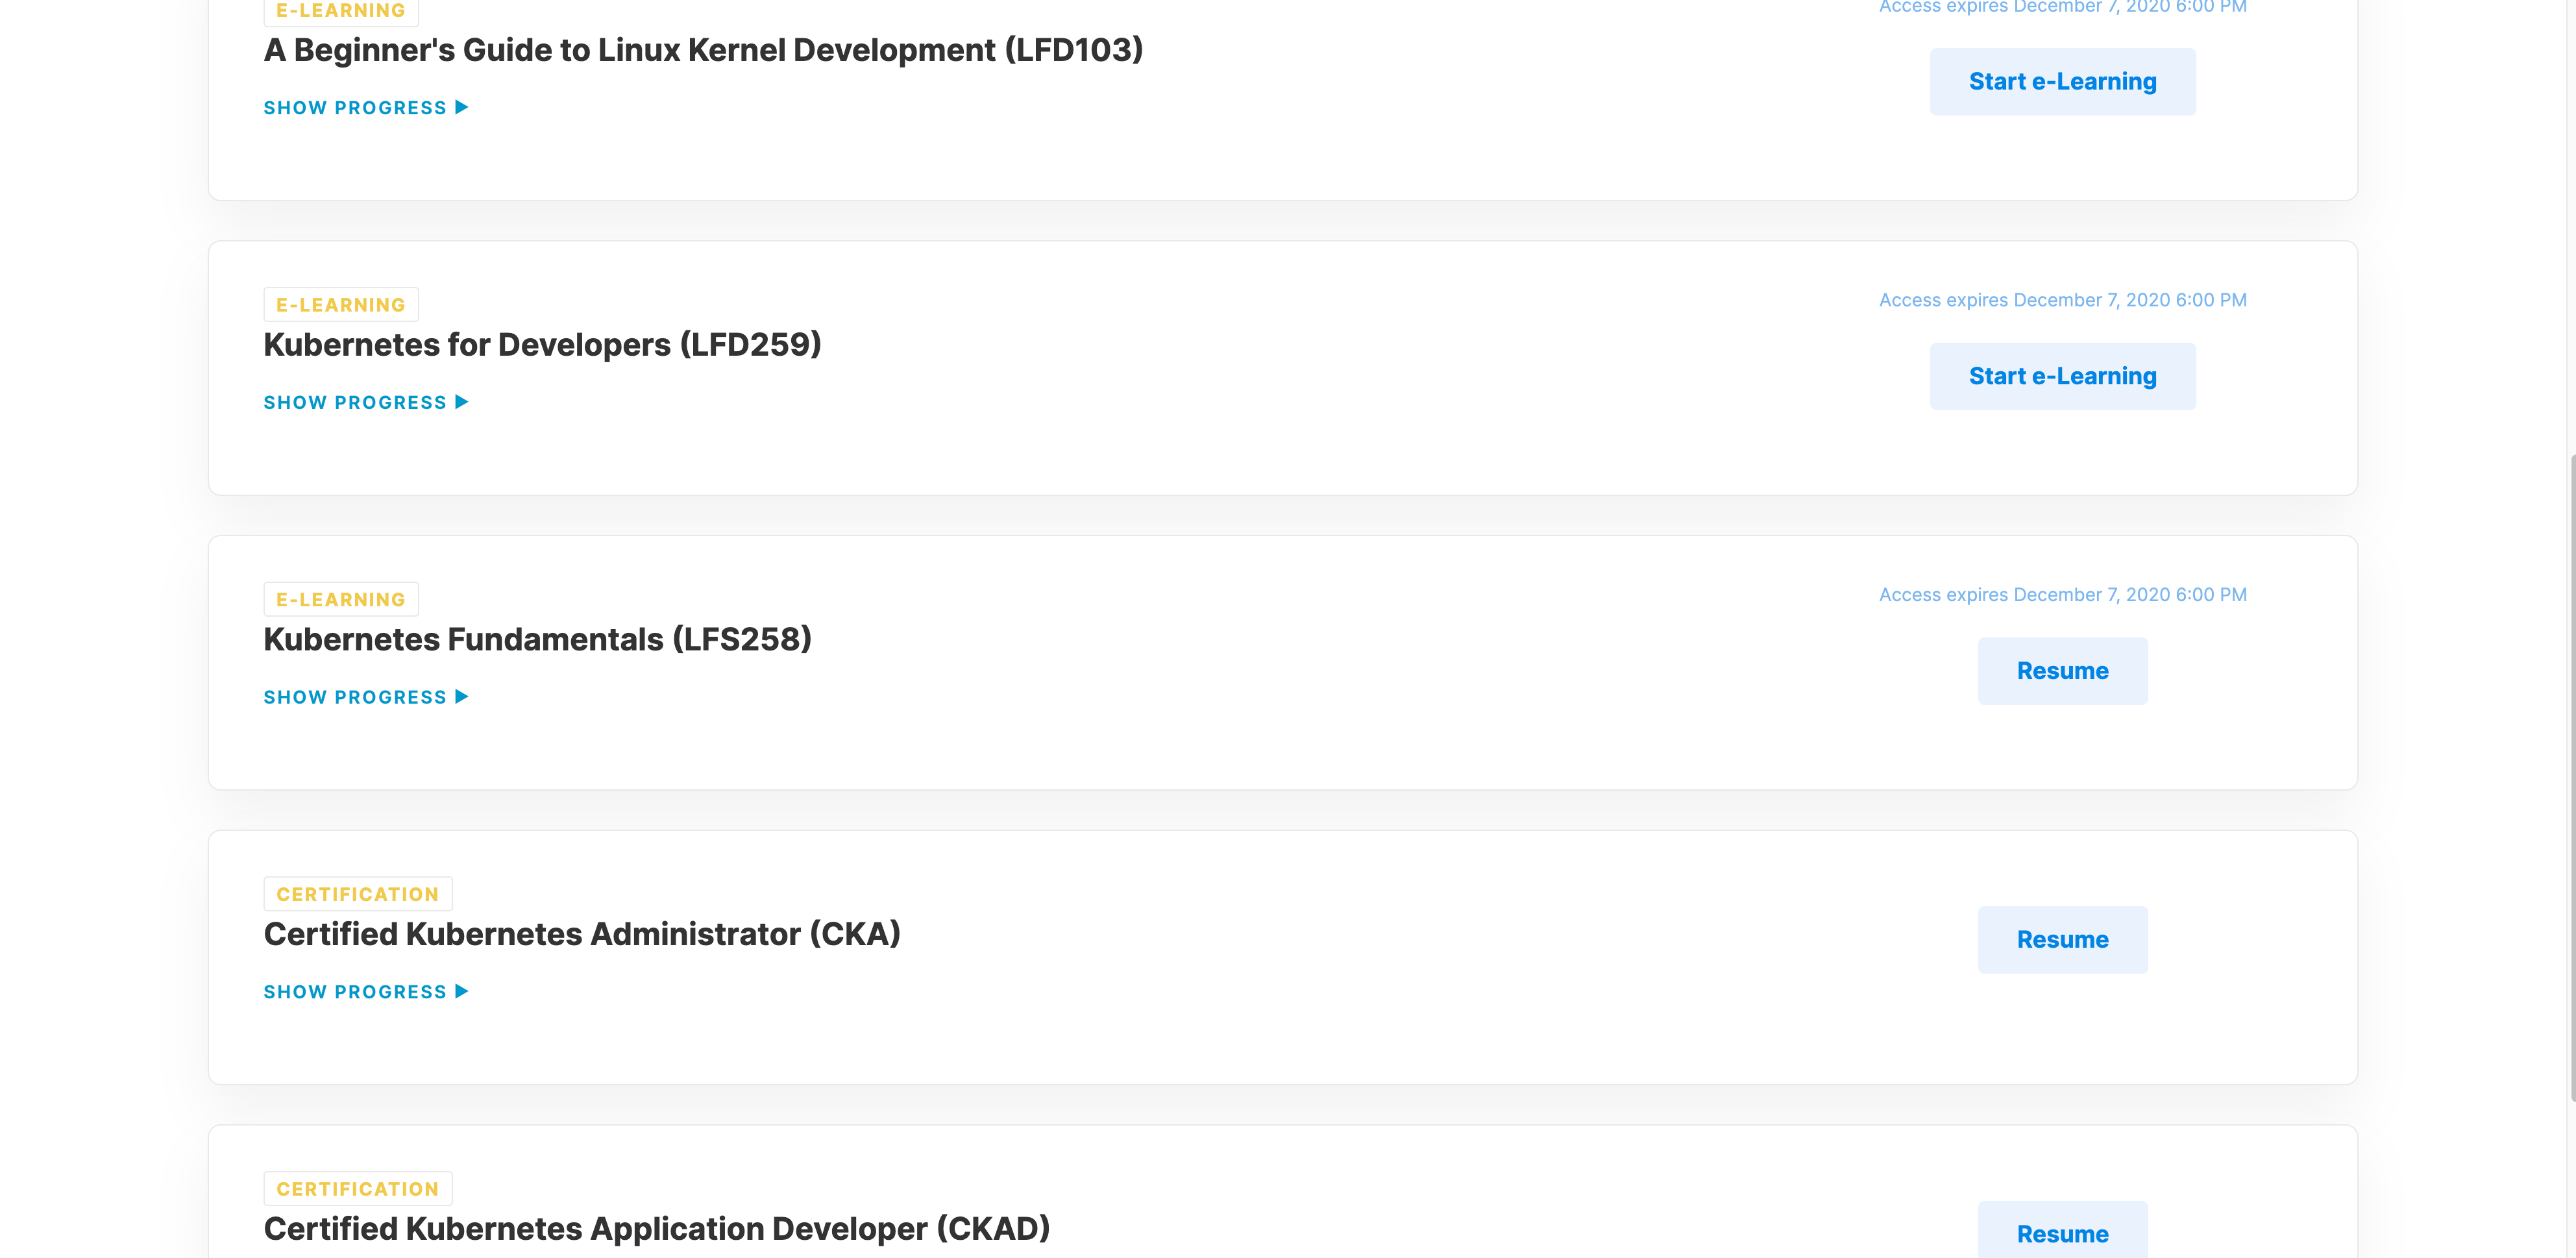 E-LEARNING
Access expires December 7, 2020 6:00 PM
A Beginner's Guide to Linux Kernel Development (LFD103)
Start e-Learning
SHOW PROGRESS
E-LEARNING
Access expires December 7, 2020 6:00 PM
Kubernetes for Developers (LFD259)
Start e-Learning
SHOW PROGRESS
E-LEARNING
Access expires December 7, 2020 6:00 PM
Kubernetes Fundamentals (LFS258)
Resume
SHOW PROGRESS
CERTIFICATION
Certified Kubernetes Administrator (CKA)
Resume
SHOW PROGRESS
CERTIFICATION
Certified Kubernetes Application Developer (CKAD)
Resume